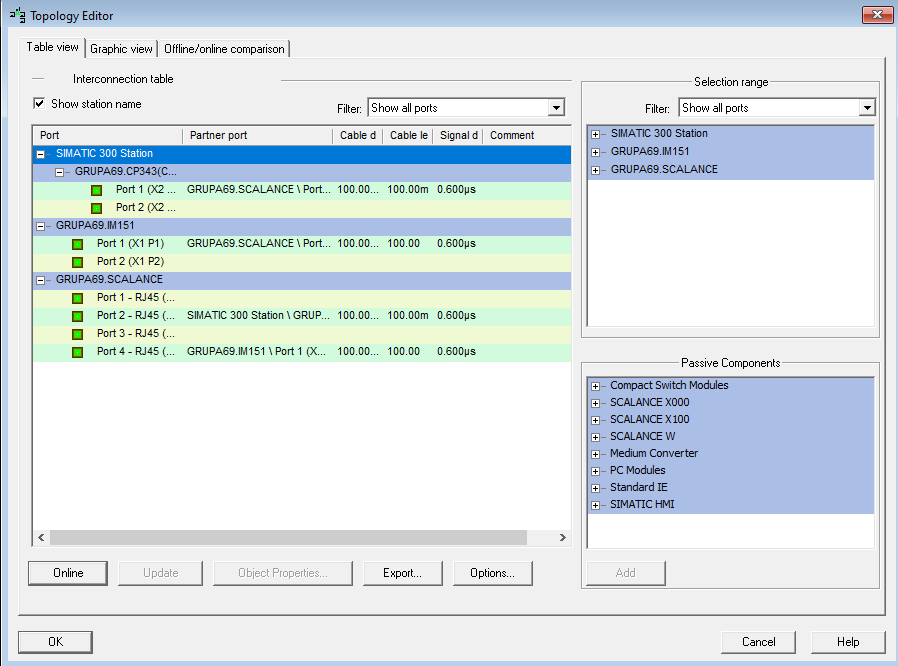 Topology Editor
Table view Graphic view Offline/online comparison
Interconnection table
Show station name
Filter: Show all ports
Port Partner port Cable d Cable le Signal d Comment
SIMATIC 300 Station
GRUPA69.CP343(C...
Port 1 (X2 ... GRUPA69.SCALANCE \ Port... 100.00... 100.00m 0.600µs
Port 2 (X2 ...
GRUPA69.IM151
Port 1 (X1 P1) GRUPA69.SCALANCE \ Port... 100.00... 100.00 0.600µs
Port 2 (X1 P2)
GRUPA69.SCALANCE
Port 1 - RJ45 (...
Port 2 - RJ45 (... SIMATIC 300 Station \ GRUP... 100.00... 100.00m 0.600µs
Port 3 - RJ45 (...
Port 4 - RJ45 (... GRUPA69.IM151 \ Port 1 (X... 100.00... 100.00 0.600µs
Online Update Object Properties... Export... Options...
Selection range
Filter: Show all ports
SIMATIC 300 Station
GRUPA69.IM151
GRUPA69.SCALANCE
Passive Components
Compact Switch Modules
SCALANCE X000
SCALANCE X100
SCALANCE W
Medium Converter
PC Modules
Standard IE
SIMATIC HMI
Add
OK Cancel Help